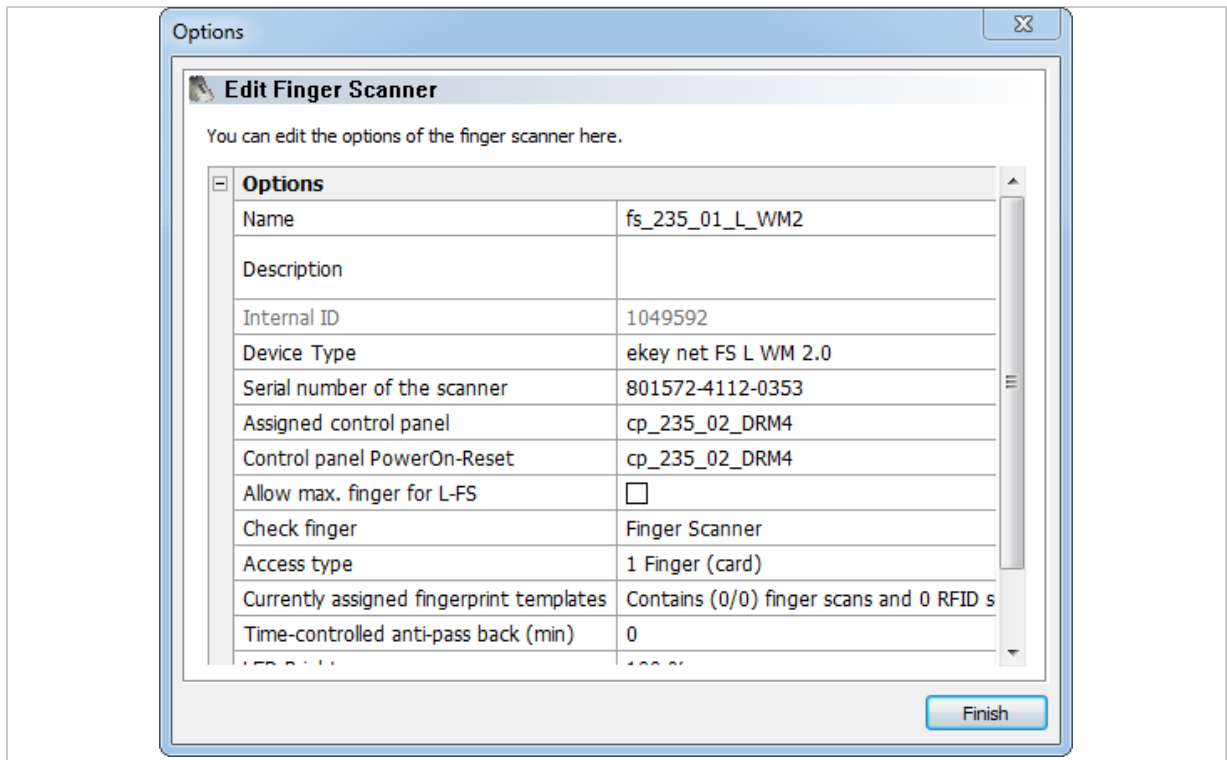 Options
Edit Finger Scanner
You can edit the options of the finger scanner here.
Options
Name fs_235_01_L_WM2
Description
Internal ID 1049592
Device Type ekey net FS L WM 2.0
Serial number of the scanner 801572-4112-0353
Assigned control panel cp_235_02_DRM4
Control panel PowerOn-Reset cp_235_02_DRM4
Allow max. finger for L-FS
Check finger Finger Scanner
Access type 1 Finger (card)
Currently assigned fingerprint templates Contains (0/0) finger scans and 0 RFID s
Time-controlled anti-pass back (min) 0
Finish